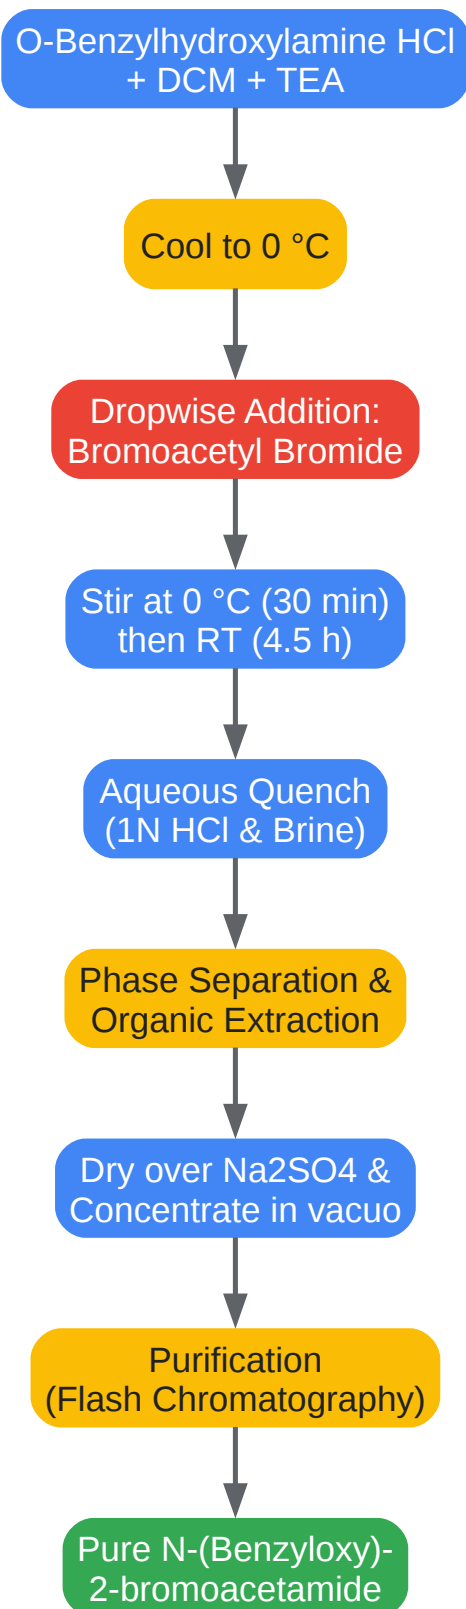 O-Benzylhydroxylamine HCl
+ DCM + TEA
Cool to 0 °C
Dropwise Addition:
Bromoacetyl Bromide
Stir at 0 °C (30 min)
then RT (4.5 h)
Aqueous Quench
(1N HCl & Brine)
Phase Separation &
Organic Extraction
Dry over Na2SO4 &
Concentrate in vacuo
Purification
(Flash Chromatography)
Pure N-(Benzyloxy)-
2-bromoacetamide